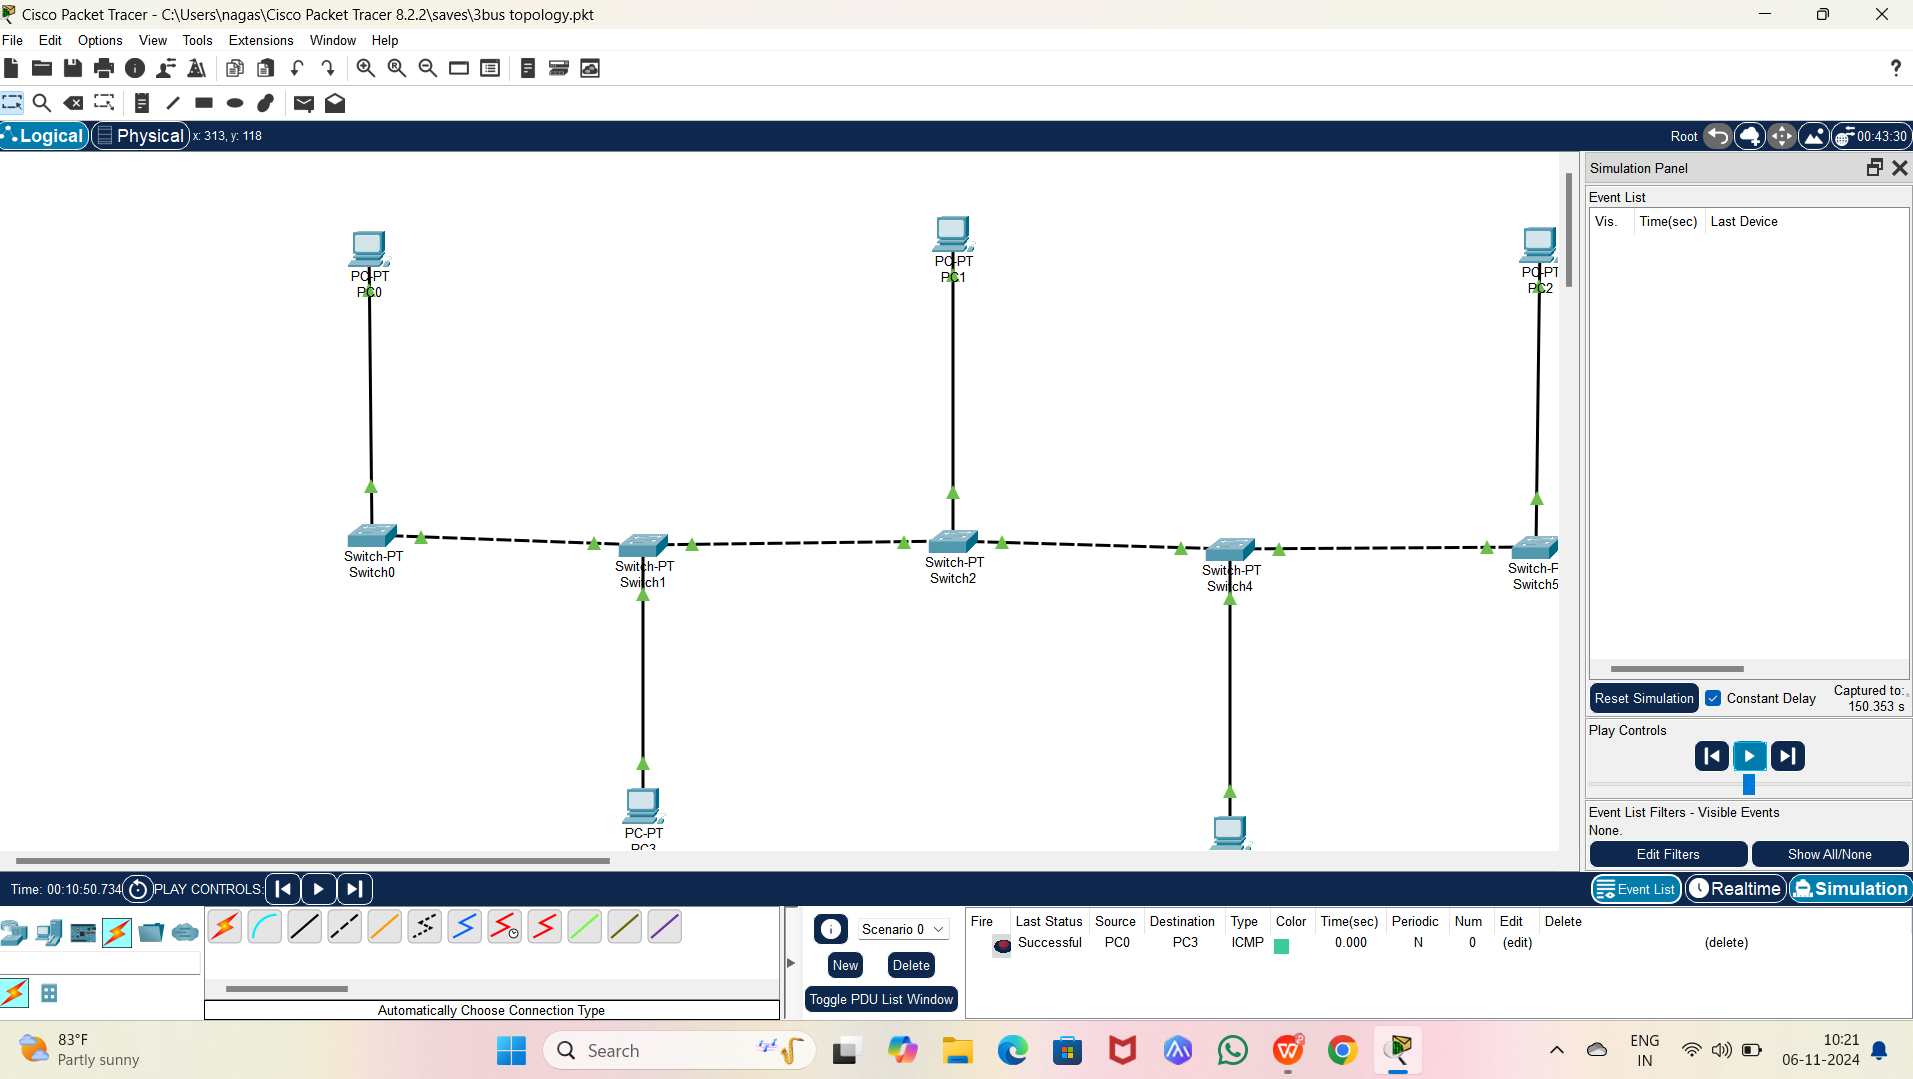 Cisco Packet Tracer - C:\Users\nagas\Cisco Packet Tracer 8.2.2\saves\3bus topology.pkt
File Edit Options View Tools Extensions Window Help
?
Logical Physical x: 313, y: 118 Root 00:43:30
Simulation Panel
Event List
Vis. Time(sec) Last Device
PC-PT
PC0
PC-PT
PC1
PC-PT
PC2
Switch-PT
Switch0
Switch-PT
Switch1
Switch-PT
Switch2
Switch-PT
Switch4
Switch-P
Switch5
PC-PT
PC3
Reset Simulation Constant Delay Captured to:
150.353 s
Play Controls
Event List Filters - Visible Events
None.
Edit Filters Show All/None
Time: 00:10:50.734 PLAY CONTROLS: Event List Realtime Simulation
Scenario 0
New Delete
Toggle PDU List Window
Fire Last Status Source Destination Type Color Time(sec) Periodic Num Edit Delete
Successful PC0 PC3 ICMP 0.000 N 0 (edit) (delete)
Automatically Choose Connection Type
83°F
Partly sunny
Search
ENG
IN
10:21
06-11-2024